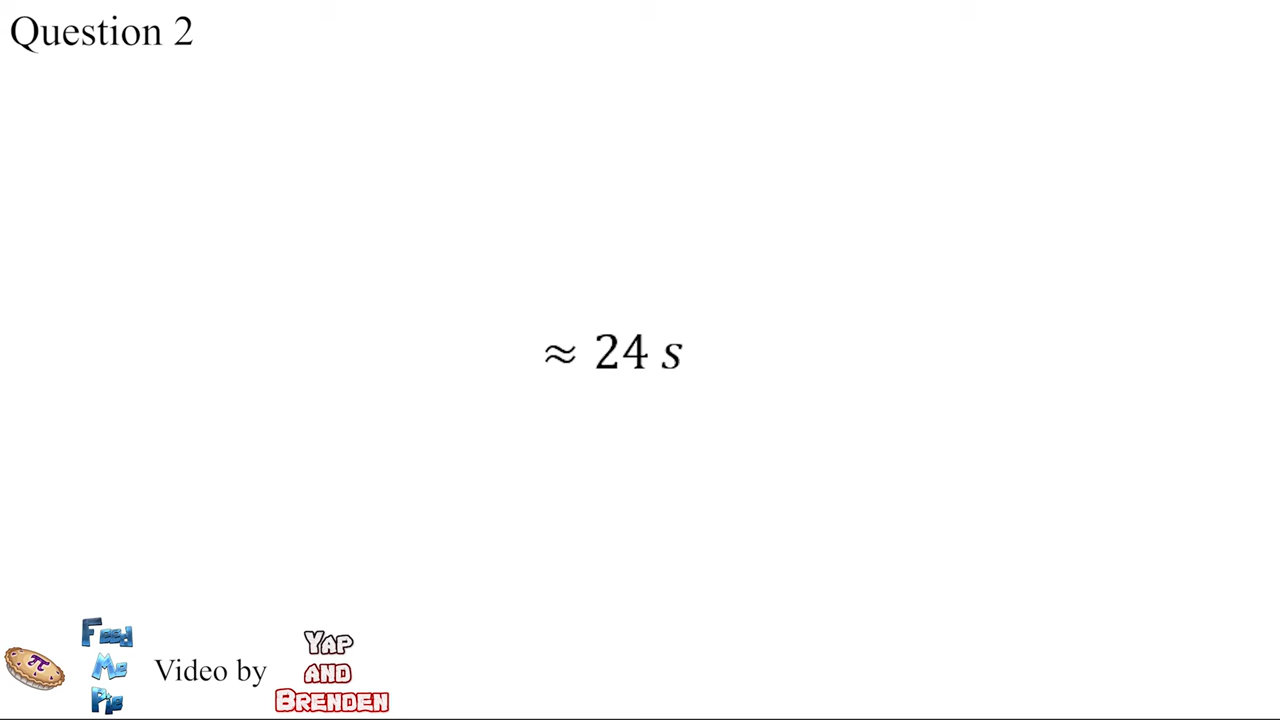 Question 2
≈ 24 s
π
Feed
Me
Pie
Video by
Yap
and
Brenden